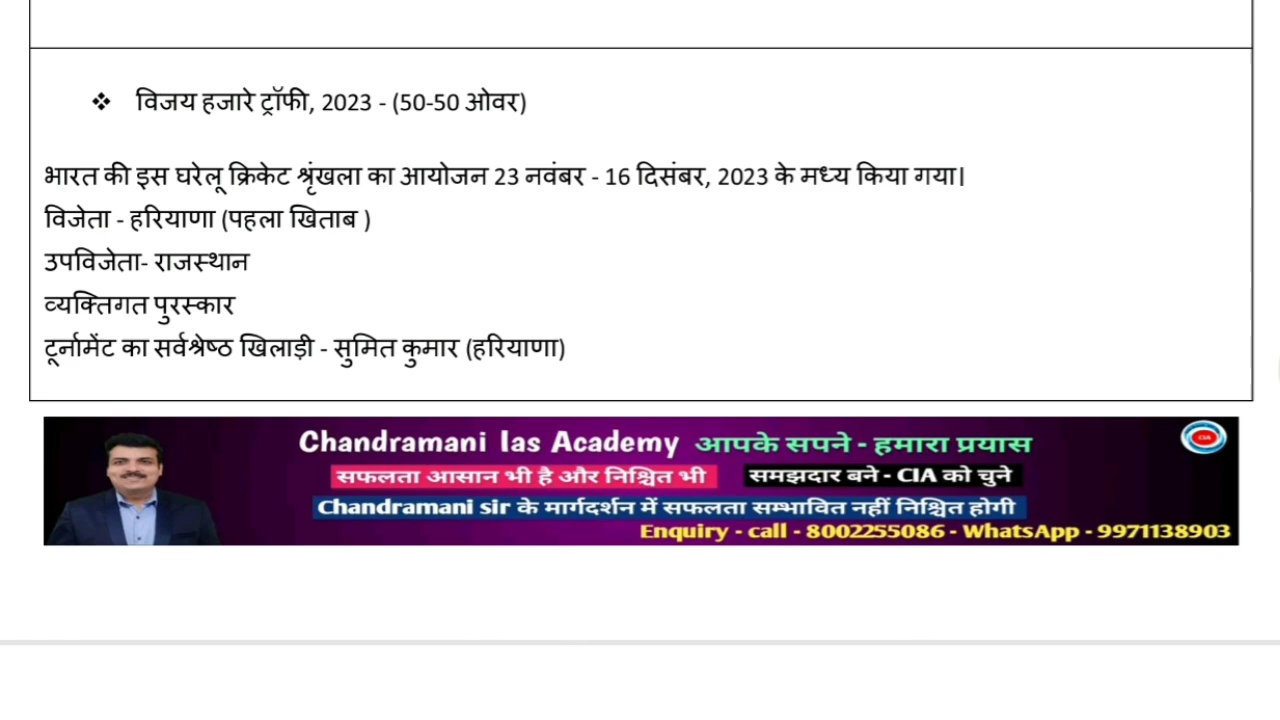 ❖ विजय हजारे ट्रॉफी, 2023 - (50-50 ओवर)
भारत की इस घरेलू क्रिकेट श्रृंखला का आयोजन 23 नवंबर - 16 दिसंबर, 2023 के मध्य किया गया।
विजेता - हरियाणा (पहला खिताब )
उपविजेता- राजस्थान
व्यक्तिगत पुरस्कार
टूर्नामेंट का सर्वश्रेष्ठ खिलाड़ी - सुमित कुमार (हरियाणा)
Chandramani Ias Academy आपके सपने - हमारा प्रयास
CIA
सफलता आसान भी है और निश्चित भी समझदार बने - CIA को चुने
Chandramani sir के मार्गदर्शन में सफलता सम्भावित नहीं निश्चित होगी
Enquiry - call - 8002255086 - WhatsApp - 9971138903